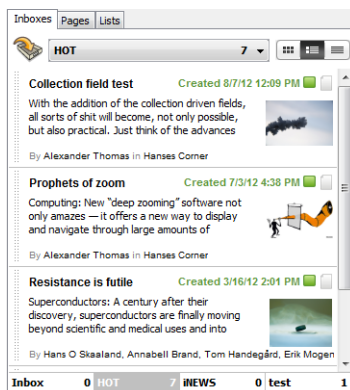 Inboxes Pages Lists
HOT 7
Collection field test Created 8/7/12 12:09 PM
With the addition of the collection driven fields,
all sorts of shit will become, not only possible,
but also practical. Just think of the advances
By Alexander Thomas in Hanses Corner
Prophets of zoom Created 7/3/12 4:38 PM
Computing: New “deep zooming” software not
only amazes — it offers a new way to display
and navigate through large amounts of
By Alexander Thomas in Hanses Corner
Resistance is futile Created 3/16/12 2:01 PM
Superconductors: A century after their
discovery, superconductors are finally moving
beyond scientific and medical uses and into
By Hans O Skaaland, Annabell Brand, Tom Handegård, Erik Mogen
Inbox 0 HOT 7 iNEWS 0 test 1